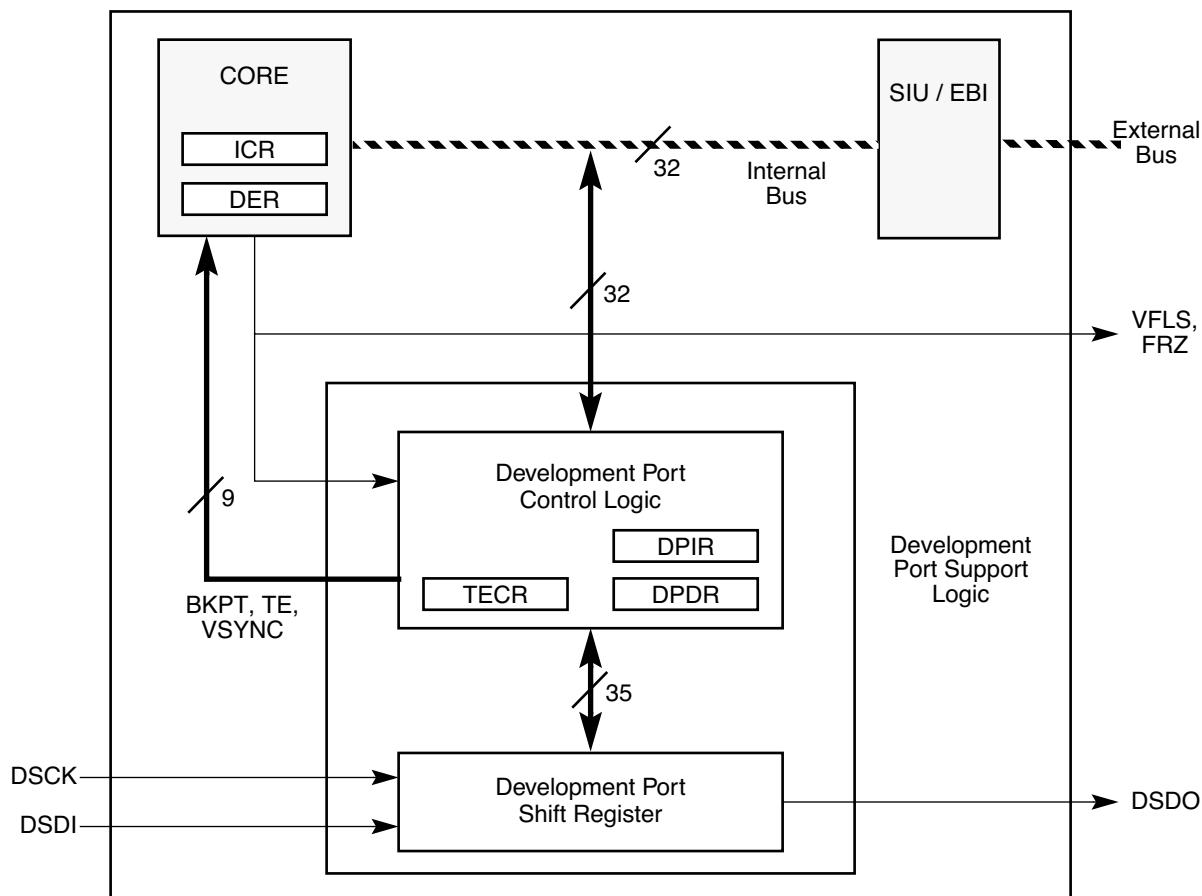 CORE
ICR
DER
SIU / EBI
32
Internal
Bus
External
Bus
32
VFLS,
FRZ
9
BKPT, TE,
VSYNC
Development Port
Control Logic
DPIR
TECR
DPDR
Development
Port Support
Logic
35
DSCK
DSDI
Development Port
Shift Register
DSDO